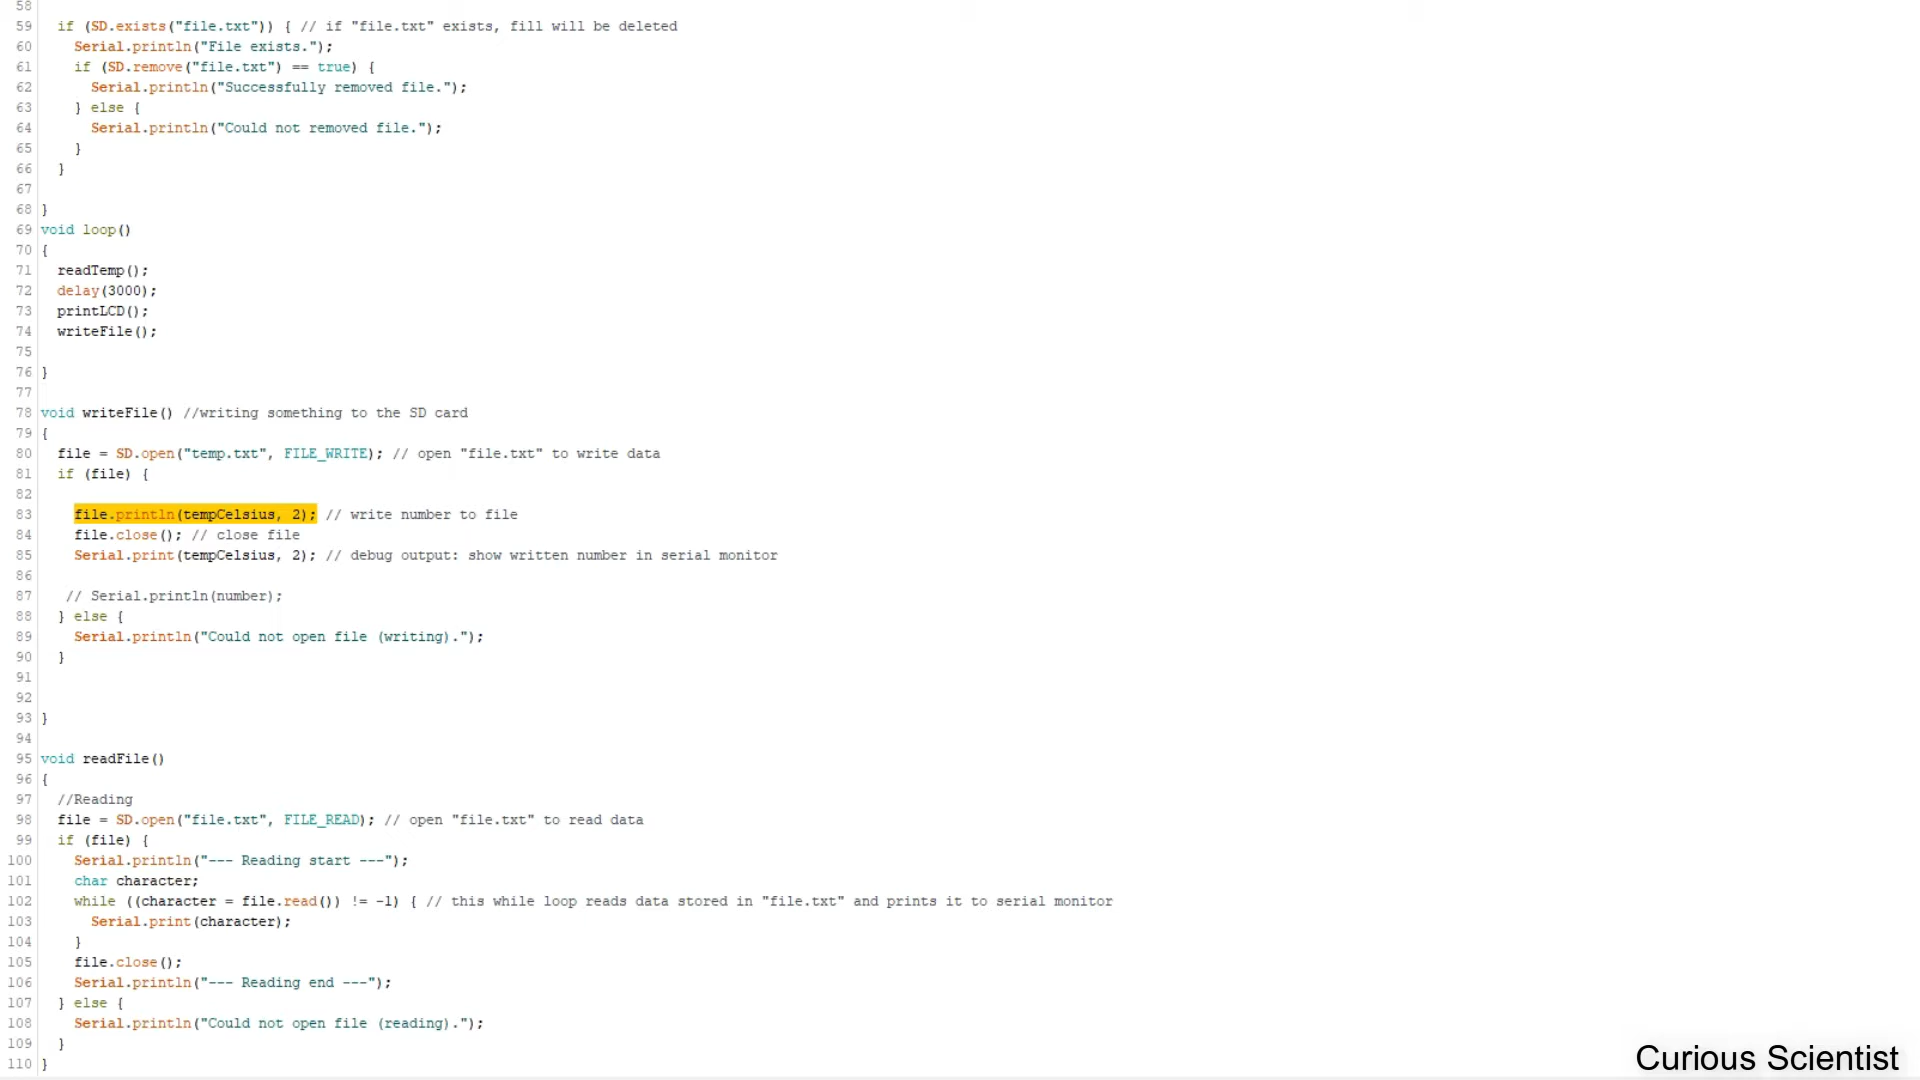 58
59 if (SD.exists("file.txt")) { // if "file.txt" exists, fill will be deleted
60 Serial.println("File exists.");
61 if (SD.remove("file.txt") == true) {
62 Serial.println("Successfully removed file.");
63 } else {
64 Serial.println("Could not removed file.");
65 }
66 }
67
68 }
69 void loop()
70 {
71 readTemp();
72 delay(3000);
73 printLCD();
74 writeFile();
75
76 }
77
78 void writeFile() //writing something to the SD card
79 {
80 file = SD.open("temp.txt", FILE_WRITE); // open "file.txt" to write data
81 if (file) {
82
83 file.println(tempCelsius, 2); // write number to file
84 file.close(); // close file
85 Serial.print(tempCelsius, 2); // debug output: show written number in serial monitor
86
87 // Serial.println(number);
88 } else {
89 Serial.println("Could not open file (writing).");
90 }
91
92
93 }
94
95 void readFile()
96 {
97 //Reading
98 file = SD.open("file.txt", FILE_READ); // open "file.txt" to read data
99 if (file) {
100 Serial.println("--- Reading start ---");
101 char character;
102 while ((character = file.read()) != -1) { // this while loop reads data stored in "file.txt" and prints it to serial monitor
103 Serial.print(character);
104 }
105 file.close();
106 Serial.println("--- Reading end ---");
107 } else {
108 Serial.println("Could not open file (reading).");
109 }
110 }
Curious Scientist